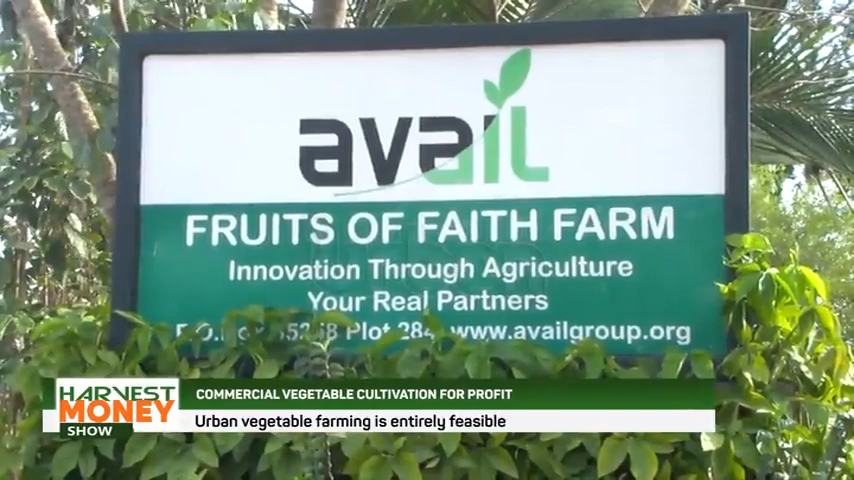 avail
FRUITS OF FAITH FARM
Innovation Through Agriculture
Your Real Partners
Plot 284 www.availgroup.org
HARVEST
MONEY
SHOW
COMMERCIAL VEGETABLE CULTIVATION FOR PROFIT
Urban vegetable farming is entirely feasible